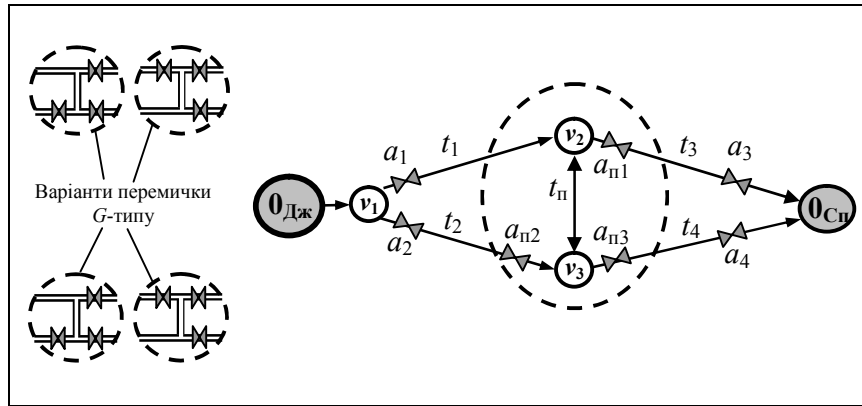 Варіанти перемички
G-типу
0Дж
v1
a1
t1
a2
t2
aп2
v2
tп
v3
aп1
t3
a3
aп3
t4
a4
0Сп